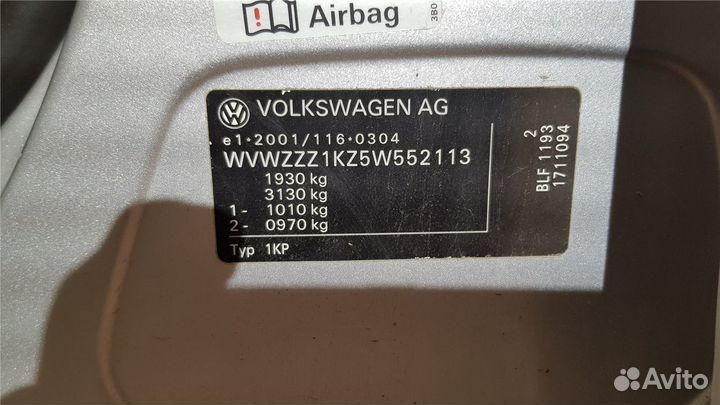 Airbag
3B0
VOLKSWAGEN AG
e1*2001/116*0304
WVWZZZ1KZ5W552113
1930 kg
3130 kg
1- 1010 kg
2- 0970 kg
Typ 1KP
2
BLF 1193
1711094
Avito